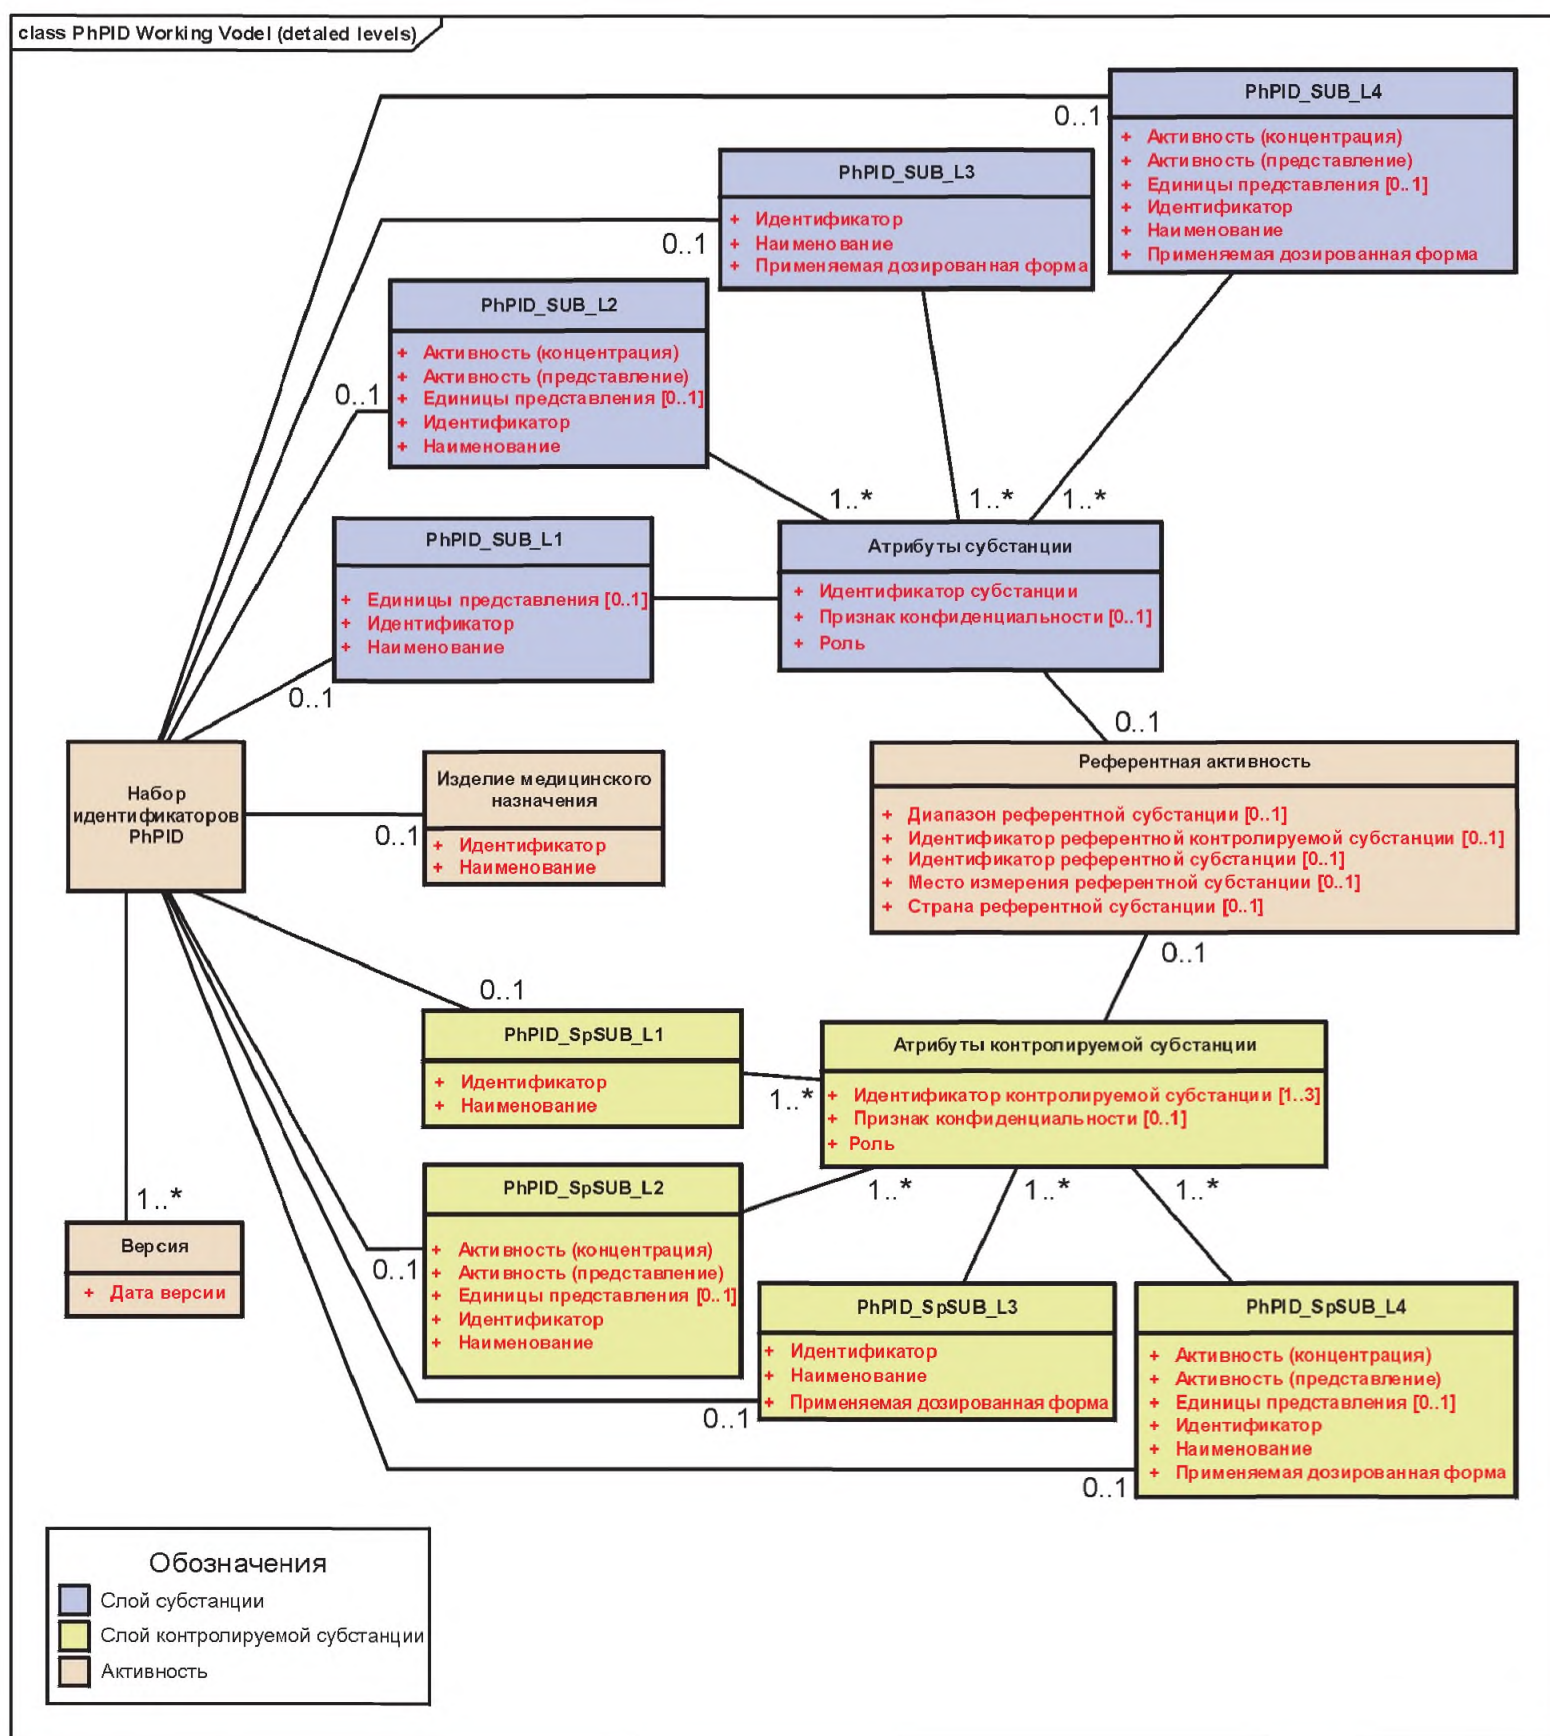 class PhPID Working Vodel (detaled levels)
PhPID_SUB_L4
+ Активность (концентрация)
+ Активность (представление)
+ Единицы представления [0..1]
+ Идентификатор
+ Наименование
+ Применяемая дозированная форма
0..1
PhPID_SUB_L3
+ Идентификатор
+ Наименование
+ Применяемая дозированная форма
0..1
PhPID_SUB_L2
+ Активность (концентрация)
+ Активность (представление)
+ Единицы представления [0..1]
+ Идентификатор
+ Наименование
0..1
1..*
1..*
1..*
PhPID_SUB_L1
+ Единицы представления [0..1]
+ Идентификатор
+ Наименование
0..1
Атрибуты субстанции
+ Идентификатор субстанции
+ Признак конфиденциальности [0..1]
+ Роль
0..1
Набор
идентификаторов
PhPID
Изделие медицинского
назначения
+ Идентификатор
+ Наименование
0..1
Референтная активность
+ Диапазон референтной субстанции [0..1]
+ Идентификатор референтной контролируемой субстанции [0..1]
+ Идентификатор референтной субстанции [0..1]
+ Место измерения референтной субстанции [0..1]
+ Страна референтной субстанции [0..1]
0..1
0..1
PhPID_SpSUB_L1
+ Идентификатор
+ Наименование
1..*
Атрибуты контролируемой субстанции
+ Идентификатор контролируемой субстанции [1..3]
+ Признак конфиденциальности [0..1]
+ Роль
1..*
1..*
1..*
1..*
Версия
+ Дата версии
PhPID_SpSUB_L2
+ Активность (концентрация)
+ Активность (представление)
+ Единицы представления [0..1]
+ Идентификатор
+ Наименование
0..1
PhPID_SpSUB_L3
+ Идентификатор
+ Наименование
+ Применяемая дозированная форма
0..1
PhPID_SpSUB_L4
+ Активность (концентрация)
+ Активность (представление)
+ Единицы представления [0..1]
+ Идентификатор
+ Наименование
+ Применяемая дозированная форма
0..1
Обозначения
Слой субстанции
Слой контролируемой субстанции
Активность